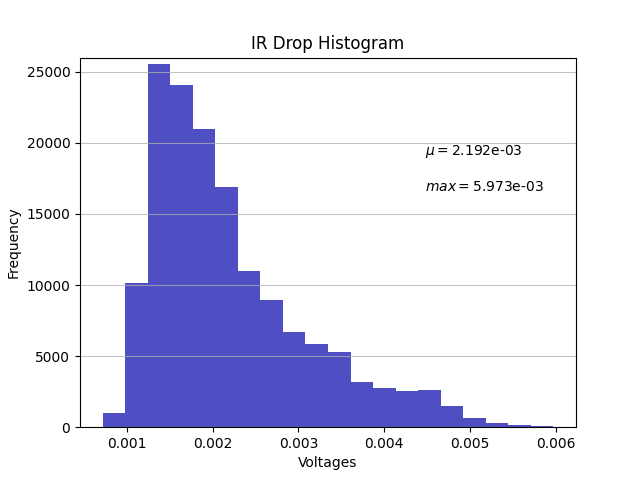 IR Drop Histogram
25000
20000
15000
10000
5000
0
Frequency
μ = 2.192e-03
max = 5.973e-03
0.001 0.002 0.003 0.004 0.005 0.006
Voltages